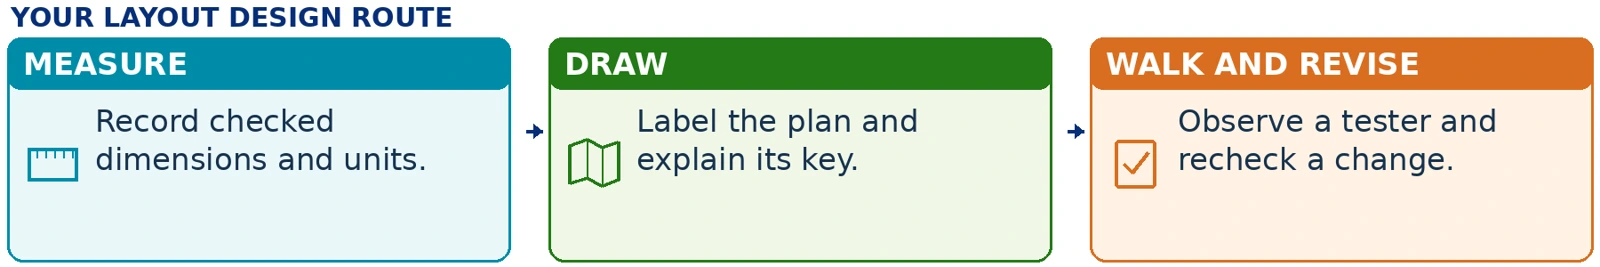 YOUR LAYOUT DESIGN ROUTE
MEASURE
Record checked
dimensions and units.
DRAW
Label the plan and
explain its key.
WALK AND REVISE
Observe a tester and
recheck a change.